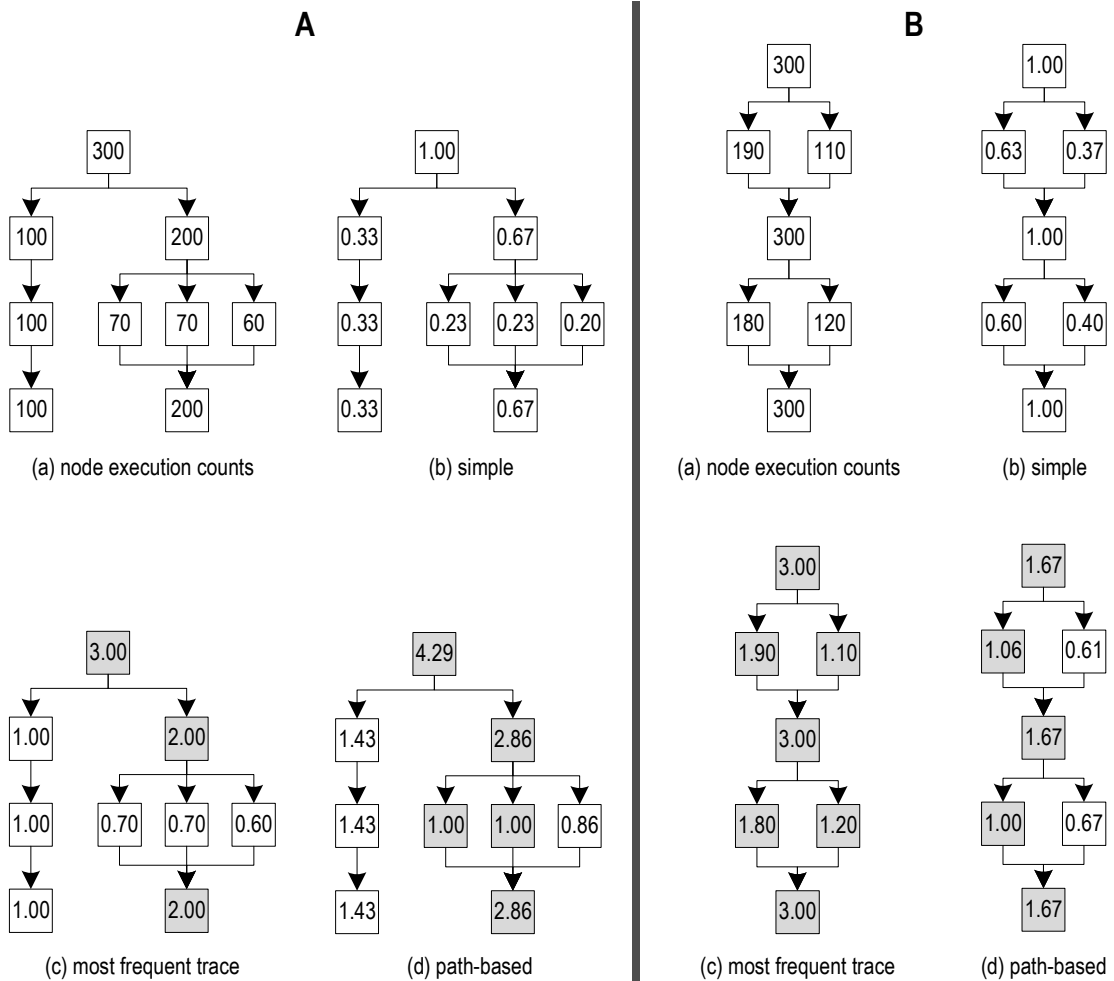 A
300
100 200
100 70 70 60
100 200
(a) node execution counts
1.00
0.33 0.67
0.33 0.23 0.23 0.20
0.33 0.67
(b) simple
3.00
1.00 2.00
1.00 0.70 0.70 0.60
1.00 2.00
(c) most frequent trace
4.29
1.43 2.86
1.43 1.00 1.00 0.86
1.43 2.86
(d) path-based
B
300
190 110
300
180 120
300
(a) node execution counts
1.00
0.63 0.37
1.00
0.60 0.40
1.00
(b) simple
3.00
1.90 1.10
3.00
1.80 1.20
3.00
(c) most frequent trace
1.67
1.06 0.61
1.67
1.00 0.67
1.67
(d) path-based